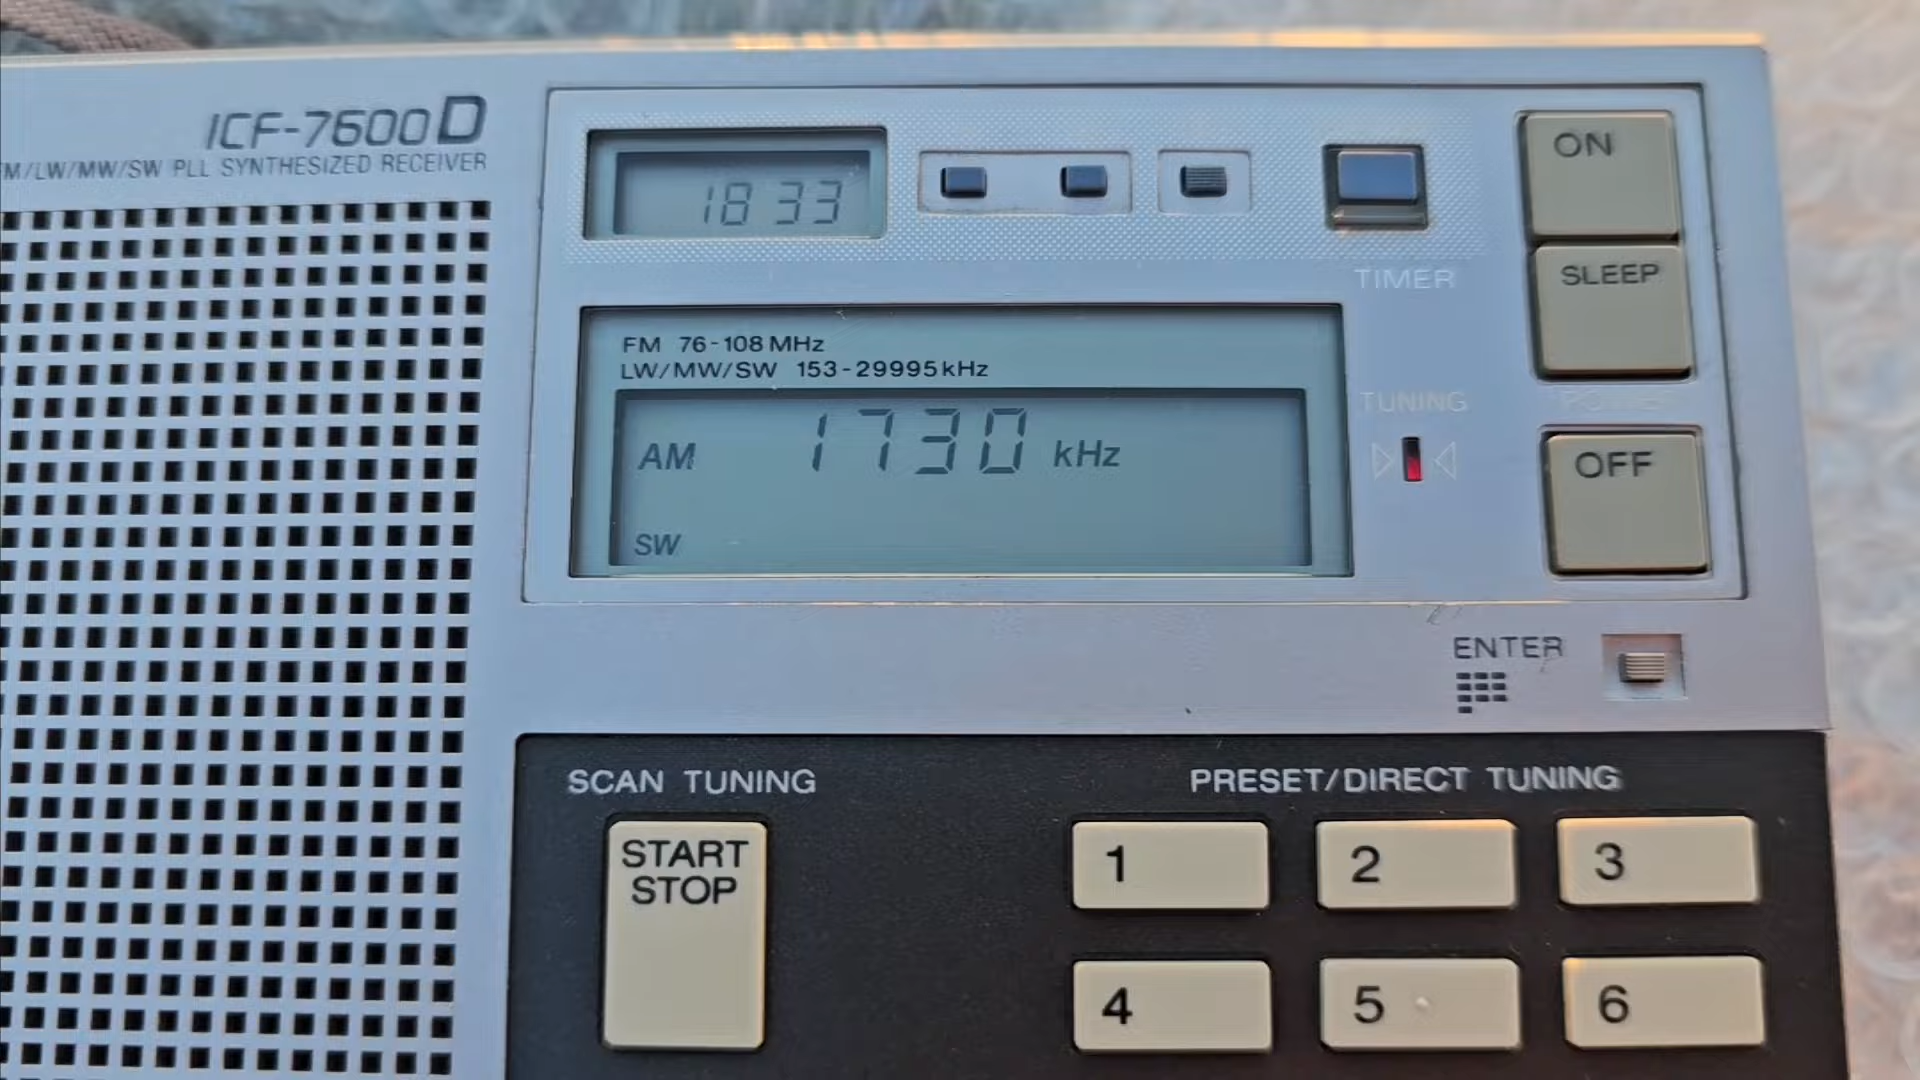 ICF-7600D
FM/LW/MW/SW PLL SYNTHESIZED RECEIVER
18 33
TIMER
ON
SLEEP
FM 76-108 MHz
LW/MW/SW 153-29995 kHz
AM 1730 kHz
SW
TUNING
POWER
OFF
ENTER
SCAN TUNING
START
STOP
PRESET/DIRECT TUNING
1 2 3
4 5 6